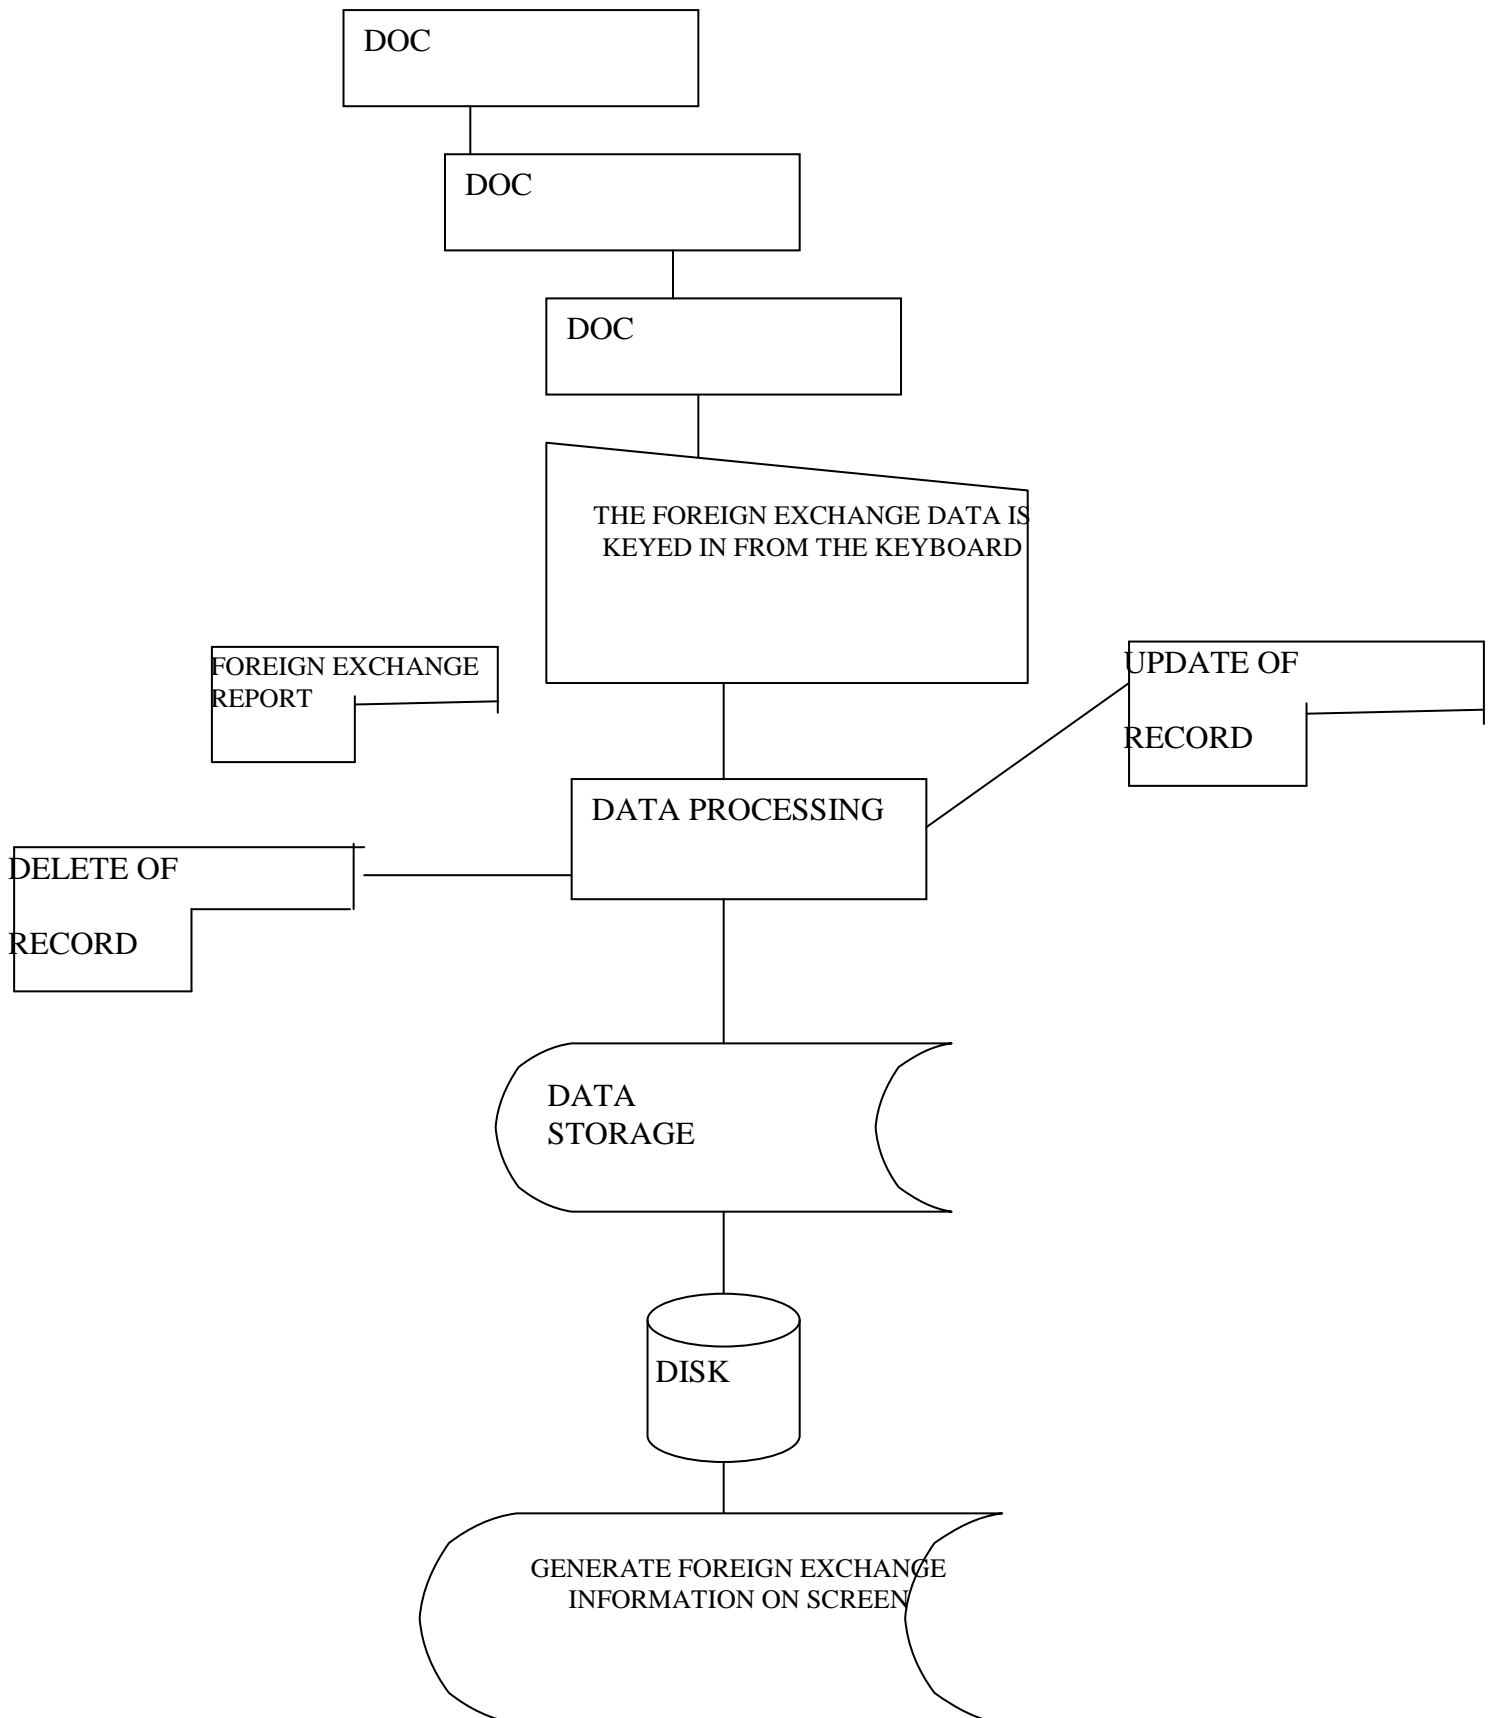 DOC
DOC
DOC
THE FOREIGN EXCHANGE DATA IS
KEYED IN FROM THE KEYBOARD
FOREIGN EXCHANGE
REPORT
UPDATE OF
RECORD
DATA PROCESSING
DELETE OF
RECORD
DATA
STORAGE
DISK
GENERATE FOREIGN EXCHANGE
INFORMATION ON SCREEN